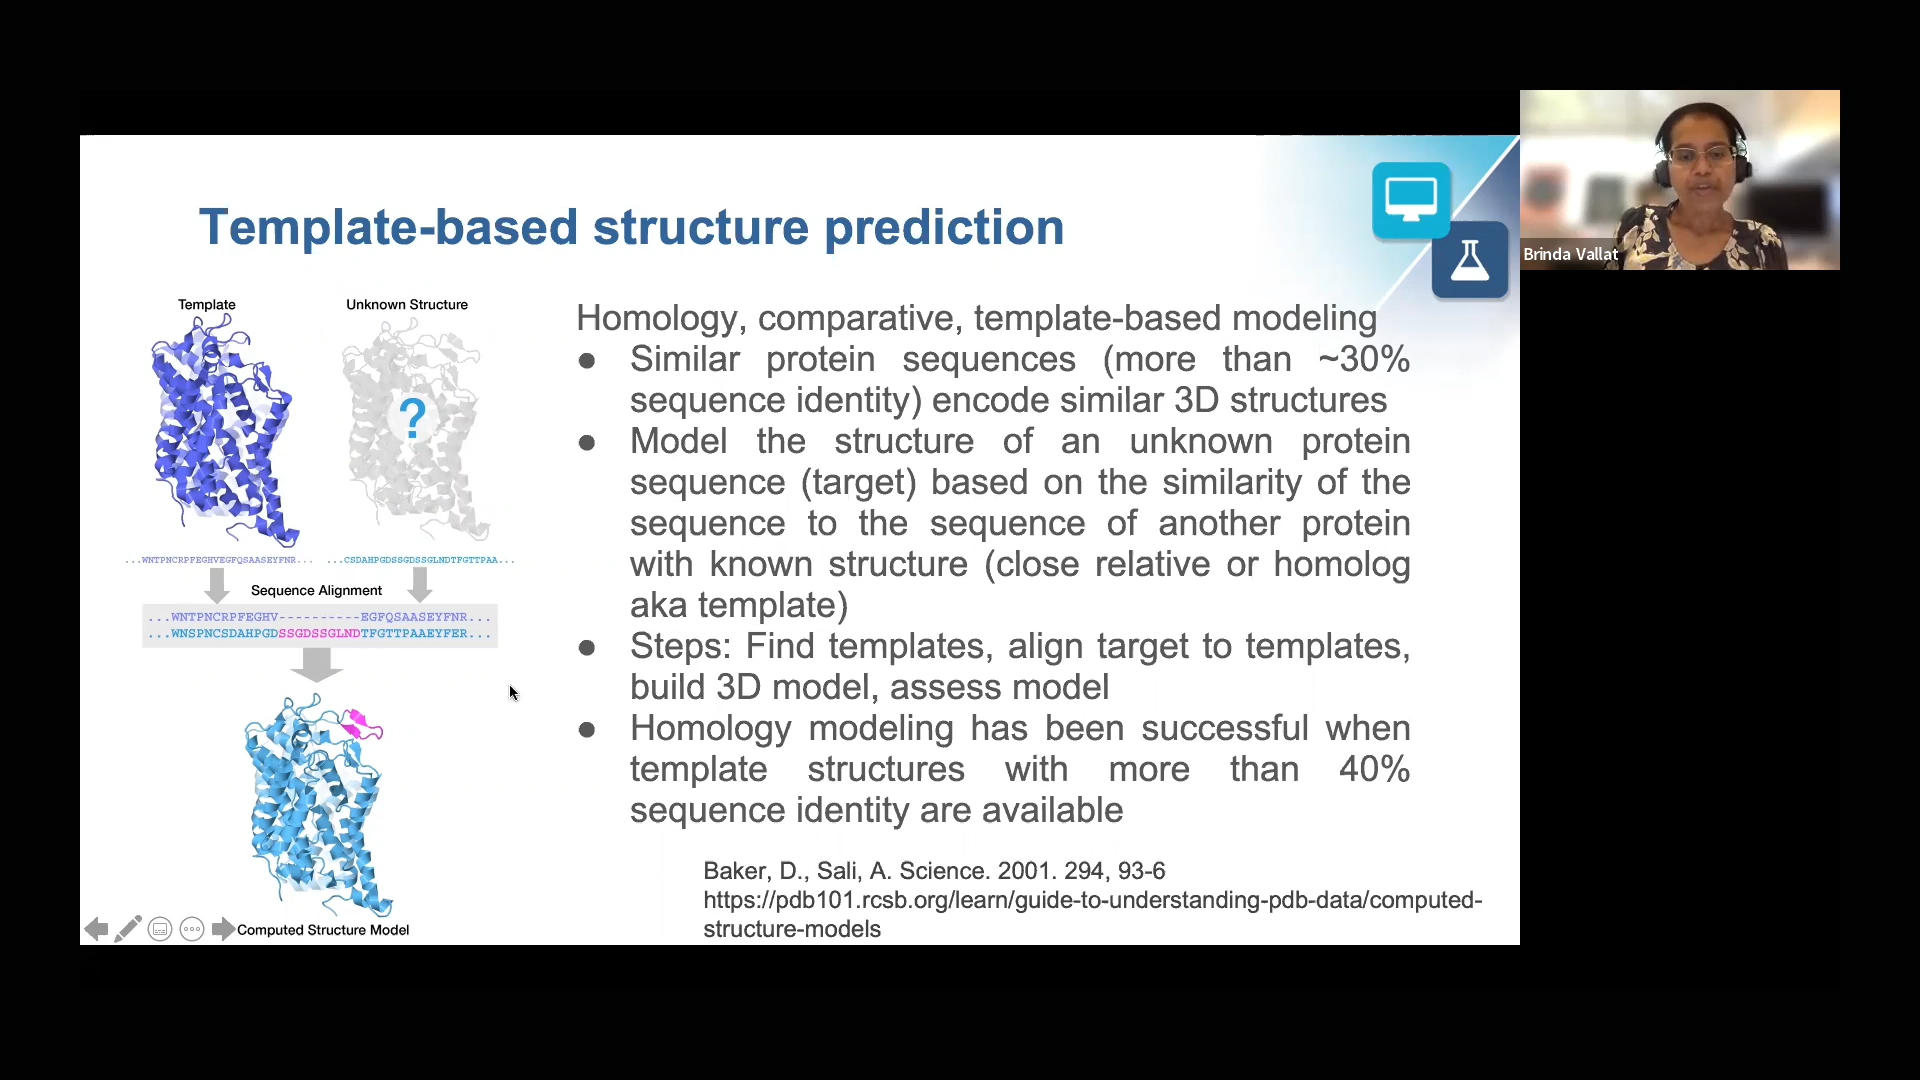 Template-based structure prediction
Brinda Vallat
Template
Unknown Structure
?
...WNTPNCRPFEGHVEGFQSAASEYFNR...
...CSDAHPGDSSGDSSGLNDTFGTTPAA...
Sequence Alignment
...WNTPNCRPFEGHV----------EGFQSAASEYFNR...
...WNSPNCSDAHPGDSSGDSSGLNDTFGTTPAAEYFER...
Computed Structure Model
Homology, comparative, template-based modeling
● Similar protein sequences (more than ~30%
sequence identity) encode similar 3D structures
● Model the structure of an unknown protein
sequence (target) based on the similarity of the
sequence to the sequence of another protein
with known structure (close relative or homolog
aka template)
● Steps: Find templates, align target to templates,
build 3D model, assess model
● Homology modeling has been successful when
template structures with more than 40%
sequence identity are available
Baker, D., Sali, A. Science. 2001. 294, 93-6
https://pdb101.rcsb.org/learn/guide-to-understanding-pdb-data/computed-
structure-models